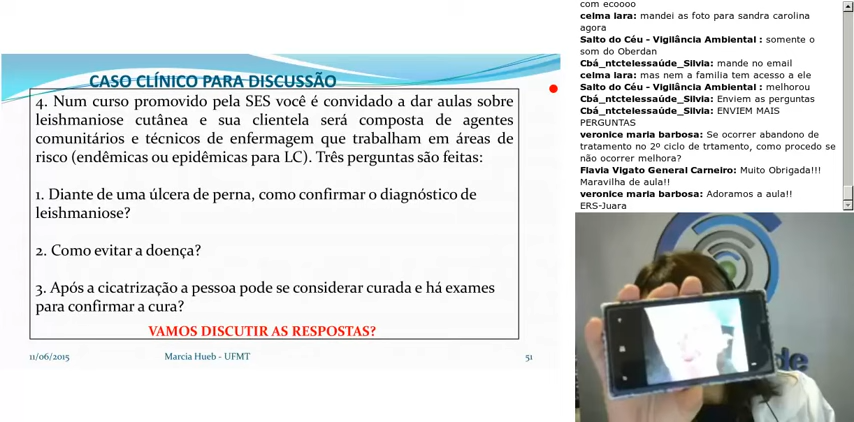 CASO CLÍNICO PARA DISCUSSÃO
4. Num curso promovido pela SES você é convidado a dar aulas sobre
leishmaniose cutânea e sua clientela será composta de agentes
comunitários e técnicos de enfermagem que trabalham em áreas de
risco (endêmicas ou epidêmicas para LC). Três perguntas são feitas:
1. Diante de uma úlcera de perna, como confirmar o diagnóstico de
leishmaniose?
2. Como evitar a doença?
3. Após a cicatrização a pessoa pode se considerar curada e há exames
para confirmar a cura?
VAMOS DISCUTIR AS RESPOSTAS?
11/06/2015
Marcia Hueb - UFMT
51
com ecoooo
celma lara: mandei as foto para sandra carolina
agora
Salto do Céu - Vigilância Ambiental : somente o
som do Oberdan
Cbá_ntctelessaúde_Silvia: mande no email
celma lara: mas nem a familia tem acesso a ele
Salto do Céu - Vigilância Ambiental : melhorou
Cbá_ntctelessaúde_Silvia: Enviem as perguntas
Cbá_ntctelessaúde_Silvia: ENVIEM MAIS
PERGUNTAS
veronice maria barbosa: Se ocorrer abandono de
tratamento no 2º ciclo de trtamento, como procedo se
não ocorrer melhora?
Flavia Vigato General Carneiro: Muito Obrigada!!!
Maravilha de aula!!
veronice maria barbosa: Adoramos a aula!!
ERS-Juara
de